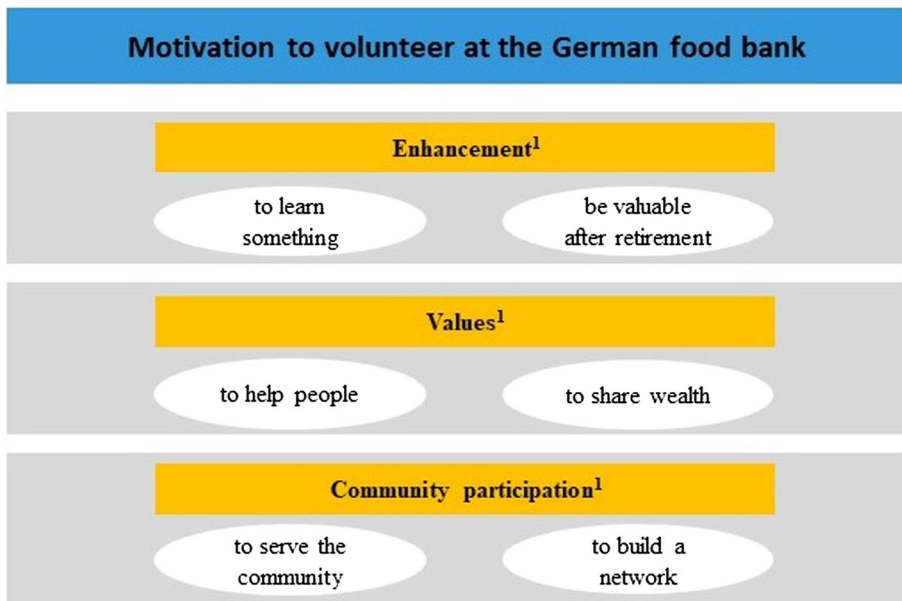 Motivation to volunteer at the German food bank
Enhancement¹
to learn
something
be valuable
after retirement
Values¹
to help people
to share wealth
Community participation¹
to serve the
community
to build a
network